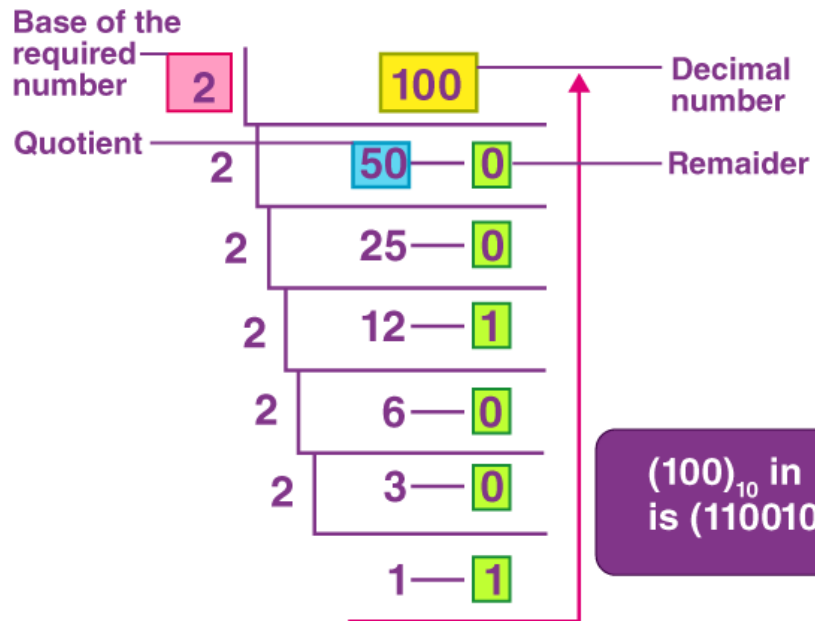 Base of the
required
number
2
100
Decimal
number
Quotient
2
50
0
Remaider
2
25
0
2
12
1
2
6
0
2
3
0
1
1
(100)10 in
is (110010